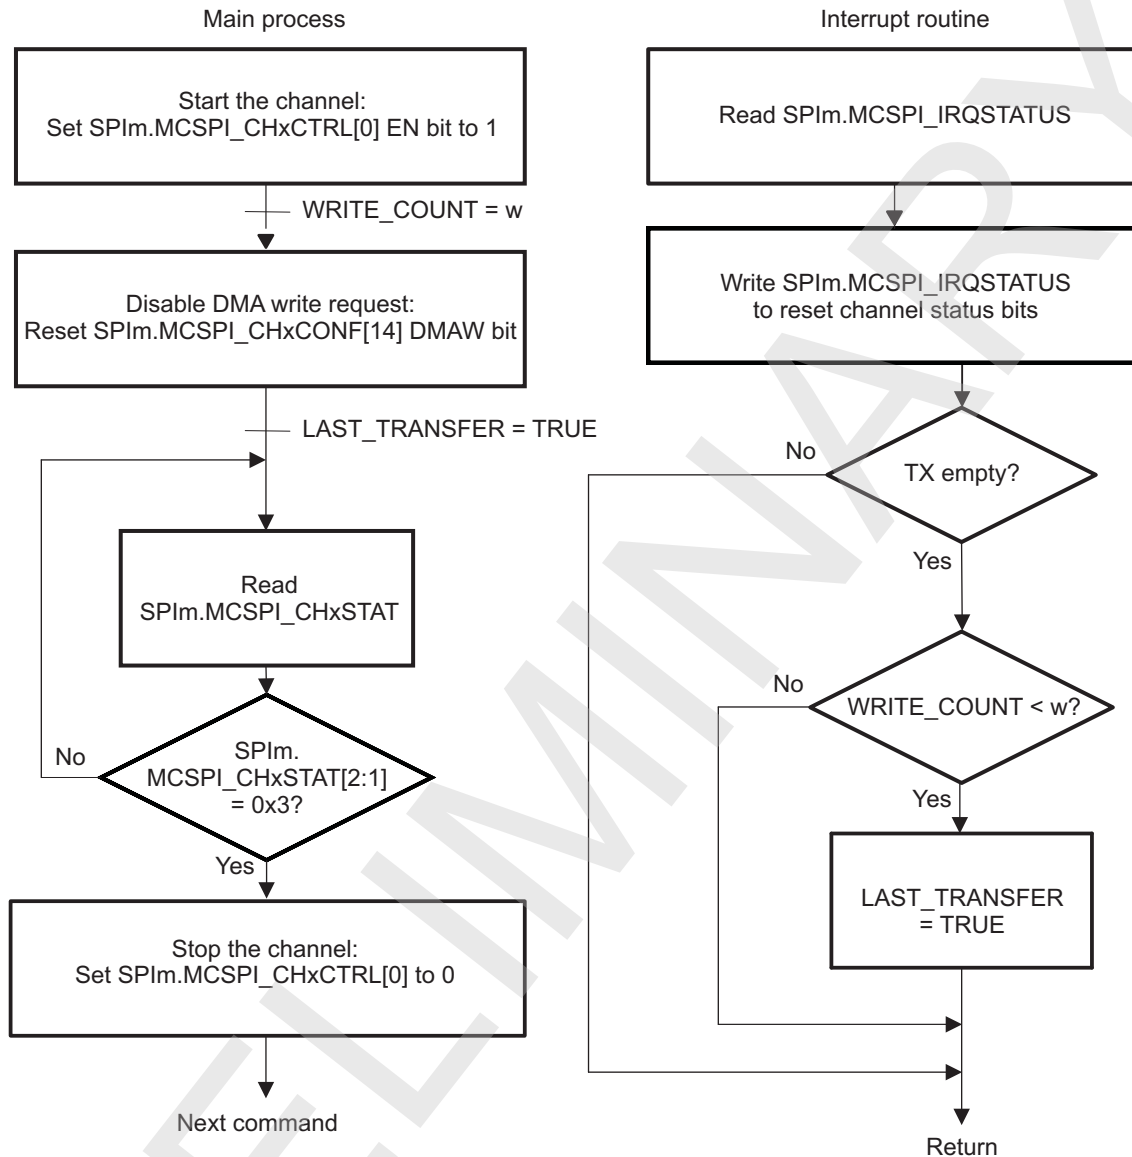 Main process
Start the channel:
Set SPIm.MCSPI_CHxCTRL[0] EN bit to 1
WRITE_COUNT = w
Disable DMA write request:
Reset SPIm.MCSPI_CHxCONF[14] DMAW bit
LAST_TRANSFER = TRUE
Read
SPIm.MCSPI_CHxSTAT
No
SPIm.
MCSPI_CHxSTAT[2:1]
= 0x3?
Yes
Stop the channel:
Set SPIm.MCSPI_CHxCTRL[0] to 0
Next command
Interrupt routine
Read SPIm.MCSPI_IRQSTATUS
Write SPIm.MCSPI_IRQSTATUS
to reset channel status bits
No
TX empty?
Yes
No
WRITE_COUNT < w?
Yes
LAST_TRANSFER
= TRUE
Return
ELIMINARY